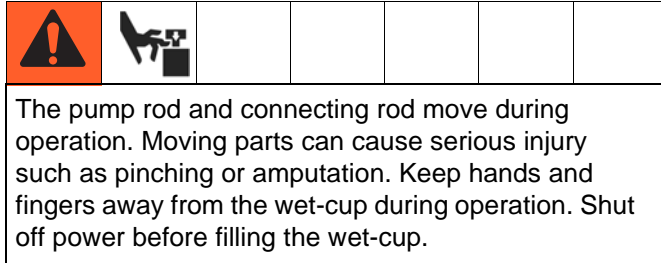 The pump rod and connecting rod move during
operation. Moving parts can cause serious injury
such as pinching or amputation. Keep hands and
fingers away from the wet-cup during operation. Shut
off power before filling the wet-cup.